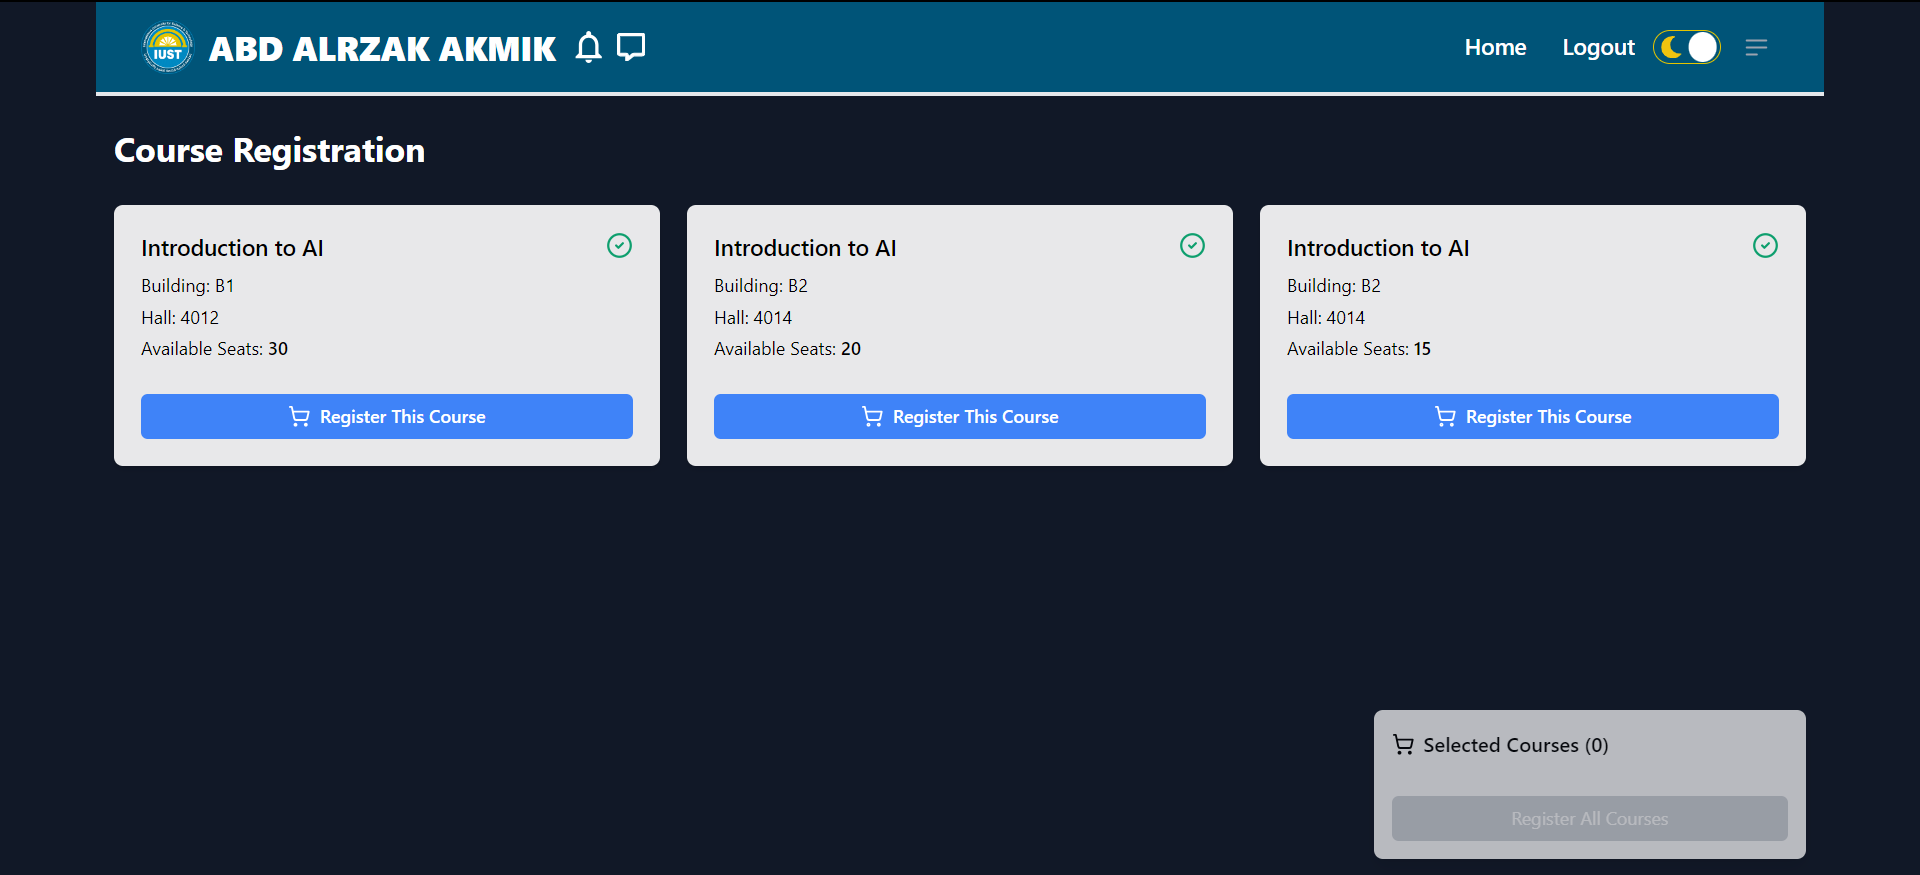 IUST
ABD ALRZAK AKMIK
Home
Logout
Course Registration
Introduction to AI
Building: B1
Hall: 4012
Available Seats: 30
Register This Course
Introduction to AI
Building: B2
Hall: 4014
Available Seats: 20
Register This Course
Introduction to AI
Building: B2
Hall: 4014
Available Seats: 15
Register This Course
Selected Courses (0)
Register All Courses